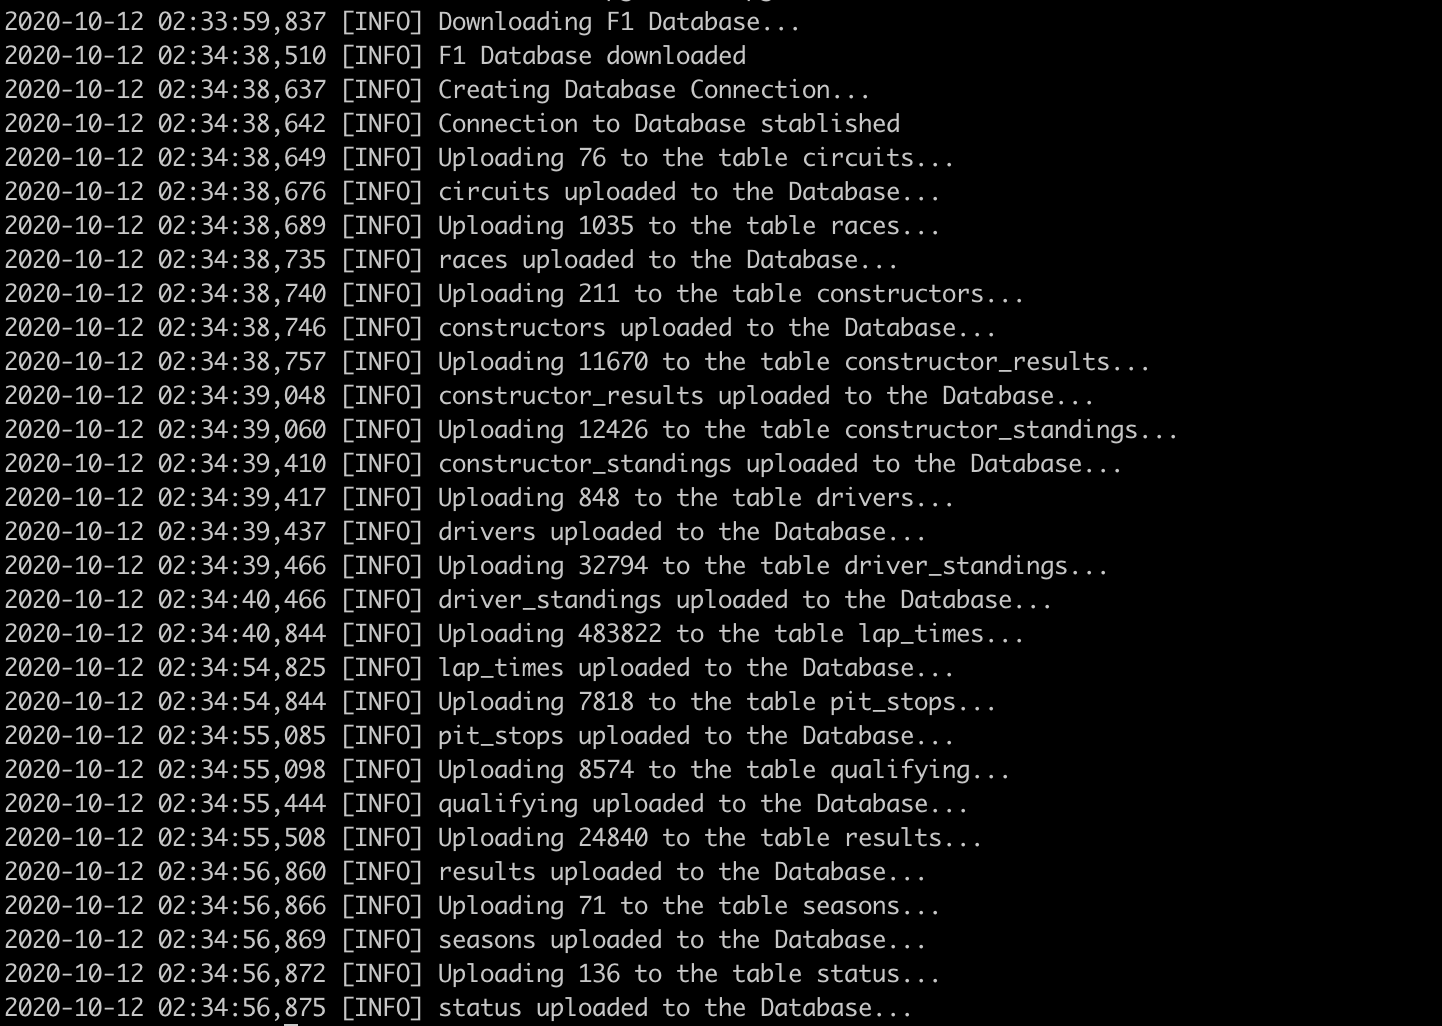 2020-10-12 02:33:59,837 [INFO] Downloading F1 Database...
2020-10-12 02:34:38,510 [INFO] F1 Database downloaded
2020-10-12 02:34:38,637 [INFO] Creating Database Connection...
2020-10-12 02:34:38,642 [INFO] Connection to Database stablished
2020-10-12 02:34:38,649 [INFO] Uploading 76 to the table circuits...
2020-10-12 02:34:38,676 [INFO] circuits uploaded to the Database...
2020-10-12 02:34:38,689 [INFO] Uploading 1035 to the table races...
2020-10-12 02:34:38,735 [INFO] races uploaded to the Database...
2020-10-12 02:34:38,740 [INFO] Uploading 211 to the table constructors...
2020-10-12 02:34:38,746 [INFO] constructors uploaded to the Database...
2020-10-12 02:34:38,757 [INFO] Uploading 11670 to the table constructor_results...
2020-10-12 02:34:39,048 [INFO] constructor_results uploaded to the Database...
2020-10-12 02:34:39,060 [INFO] Uploading 12426 to the table constructor_standings...
2020-10-12 02:34:39,410 [INFO] constructor_standings uploaded to the Database...
2020-10-12 02:34:39,417 [INFO] Uploading 848 to the table drivers...
2020-10-12 02:34:39,437 [INFO] drivers uploaded to the Database...
2020-10-12 02:34:39,466 [INFO] Uploading 32794 to the table driver_standings...
2020-10-12 02:34:40,466 [INFO] driver_standings uploaded to the Database...
2020-10-12 02:34:40,844 [INFO] Uploading 483822 to the table lap_times...
2020-10-12 02:34:54,825 [INFO] lap_times uploaded to the Database...
2020-10-12 02:34:54,844 [INFO] Uploading 7818 to the table pit_stops...
2020-10-12 02:34:55,085 [INFO] pit_stops uploaded to the Database...
2020-10-12 02:34:55,098 [INFO] Uploading 8574 to the table qualifying...
2020-10-12 02:34:55,444 [INFO] qualifying uploaded to the Database...
2020-10-12 02:34:55,508 [INFO] Uploading 24840 to the table results...
2020-10-12 02:34:56,860 [INFO] results uploaded to the Database...
2020-10-12 02:34:56,866 [INFO] Uploading 71 to the table seasons...
2020-10-12 02:34:56,869 [INFO] seasons uploaded to the Database...
2020-10-12 02:34:56,872 [INFO] Uploading 136 to the table status...
2020-10-12 02:34:56,875 [INFO] status uploaded to the Database...